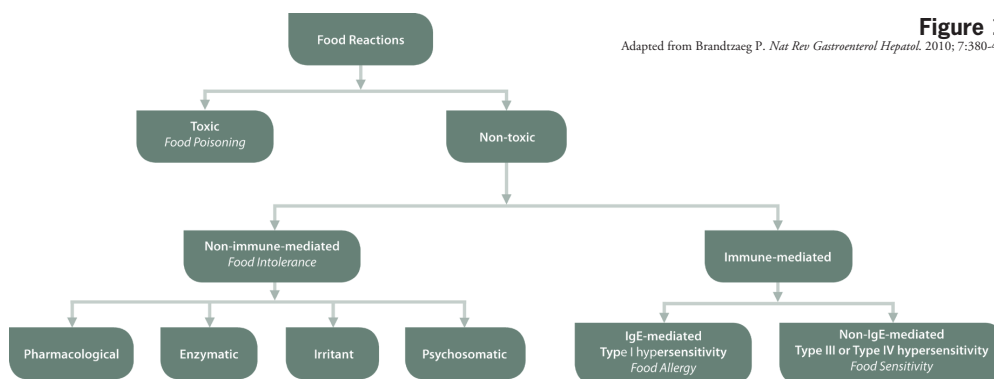 Figure
Adapted from Brandtzaeg P. Nat Rev Gastroenterol Hepatol. 2010; 7:380-
Food Reactions
Toxic
Food Poisoning
Non-toxic
Non-immune-mediated
Food Intolerance
Immune-mediated
Pharmacological
Enzymatic
Irritant
Psychosomatic
IgE-mediated
Type I hypersensitivity
Food Allergy
Non-IgE-mediated
Type III or Type IV hypersensitivity
Food Sensitivity